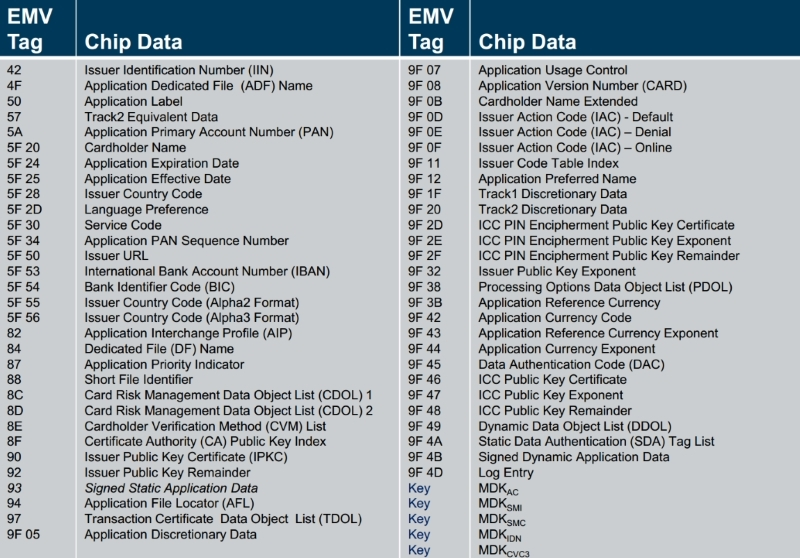 EMV Tag Chip Data
42 Issuer Identification Number (IIN)
4F Application Dedicated File (ADF) Name
50 Application Label
57 Track2 Equivalent Data
5A Application Primary Account Number (PAN)
5F 20 Cardholder Name
5F 24 Application Expiration Date
5F 25 Application Effective Date
5F 28 Issuer Country Code
5F 2D Language Preference
5F 30 Service Code
5F 34 Application PAN Sequence Number
5F 50 Issuer URL
5F 53 International Bank Account Number (IBAN)
5F 54 Bank Identifier Code (BIC)
5F 55 Issuer Country Code (Alpha2 Format)
5F 56 Issuer Country Code (Alpha3 Format)
82 Application Interchange Profile (AIP)
84 Dedicated File (DF) Name
87 Application Priority Indicator
88 Short File Identifier
8C Card Risk Management Data Object List (CDOL) 1
8D Card Risk Management Data Object List (CDOL) 2
8E Cardholder Verification Method (CVM) List
8F Certificate Authority (CA) Public Key Index
90 Issuer Public Key Certificate (IPKC)
92 Issuer Public Key Remainder
93 Signed Static Application Data
94 Application File Locator (AFL)
97 Transaction Certificate Data Object List (TDOL)
9F 05 Application Discretionary Data
EMV Tag Chip Data
9F 07 Application Usage Control
9F 08 Application Version Number (CARD)
9F 0B Cardholder Name Extended
9F 0D Issuer Action Code (IAC) - Default
9F 0E Issuer Action Code (IAC) – Denial
9F 0F Issuer Action Code (IAC) – Online
9F 11 Issuer Code Table Index
9F 12 Application Preferred Name
9F 1F Track1 Discretionary Data
9F 20 Track2 Discretionary Data
9F 2D ICC PIN Encipherment Public Key Certificate
9F 2E ICC PIN Encipherment Public Key Exponent
9F 2F ICC PIN Encipherment Public Key Remainder
9F 32 Issuer Public Key Exponent
9F 38 Processing Options Data Object List (PDOL)
9F 3B Application Reference Currency
9F 42 Application Currency Code
9F 43 Application Reference Currency Exponent
9F 44 Application Currency Exponent
9F 45 Data Authentication Code (DAC)
9F 46 ICC Public Key Certificate
9F 47 ICC Public Key Exponent
9F 48 ICC Public Key Remainder
9F 49 Dynamic Data Object List (DDOL)
9F 4A Static Data Authentication (SDA) Tag List
9F 4B Signed Dynamic Application Data
9F 4D Log Entry
Key MDKAC
Key MDKSMI
Key MDKSMC
Key MDKIDN
Key MDKCVC3